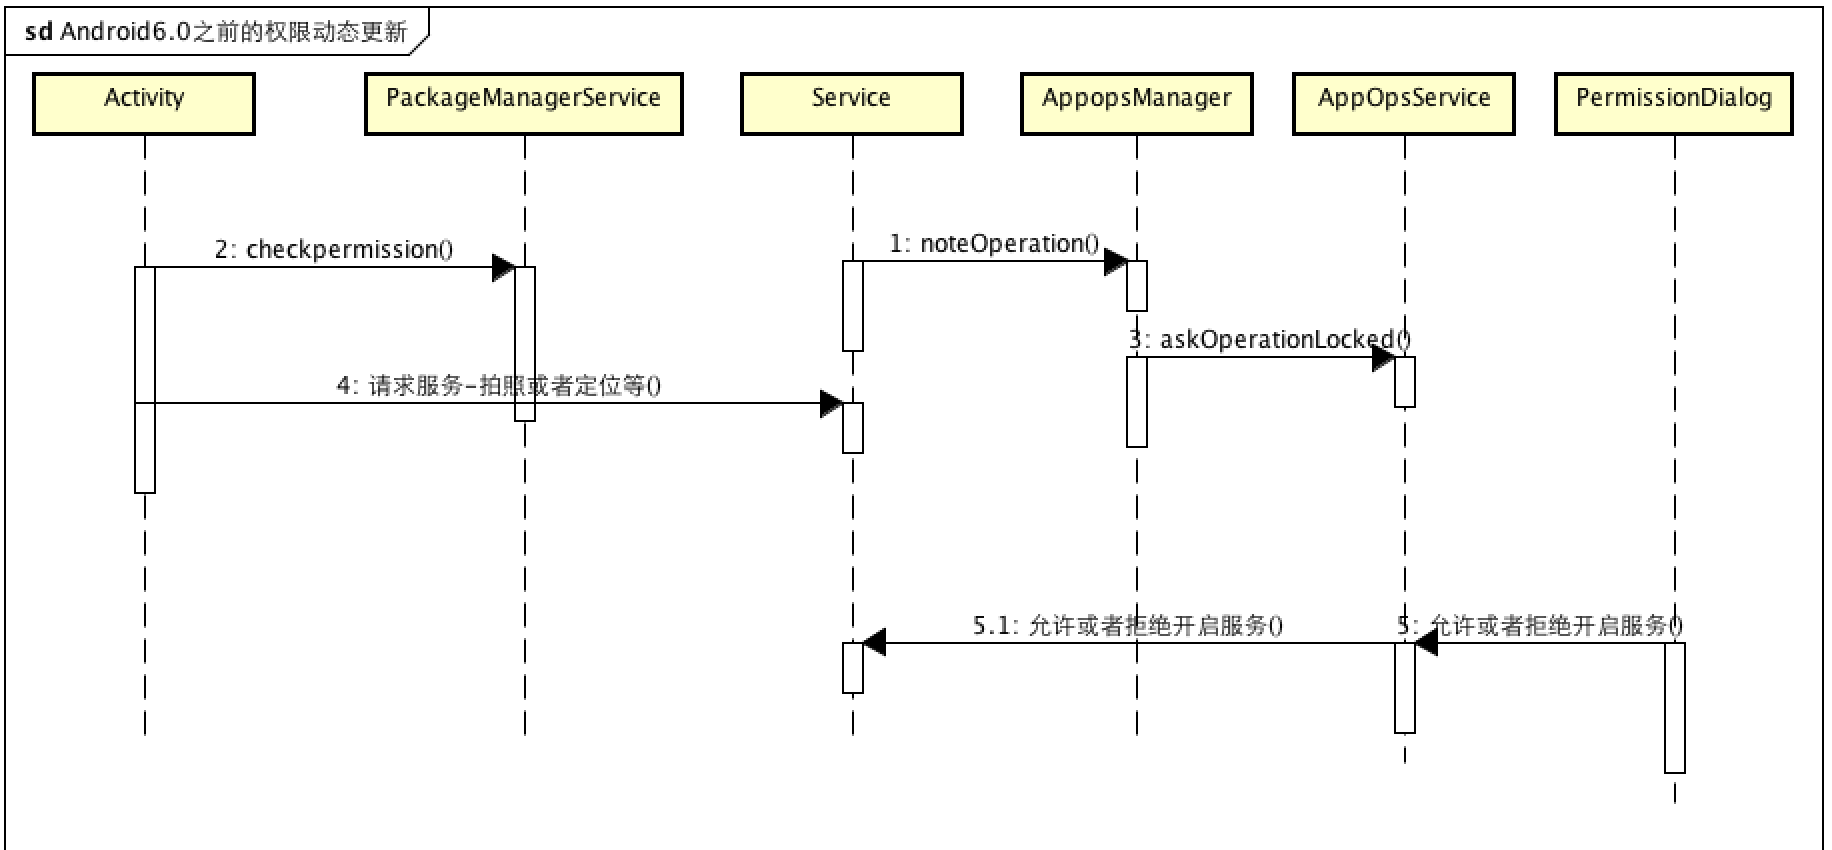 sd Android6.0之前的权限动态更新
Activity
PackageManagerService
Service
AppopsManager
AppOpsService
PermissionDialog
2: checkpermission()
1: noteOperation()
3: askOperationLocked()
4: 请求服务-拍照或者定位等()
5.1: 允许或者拒绝开启服务()
5: 允许或者拒绝开启服务()